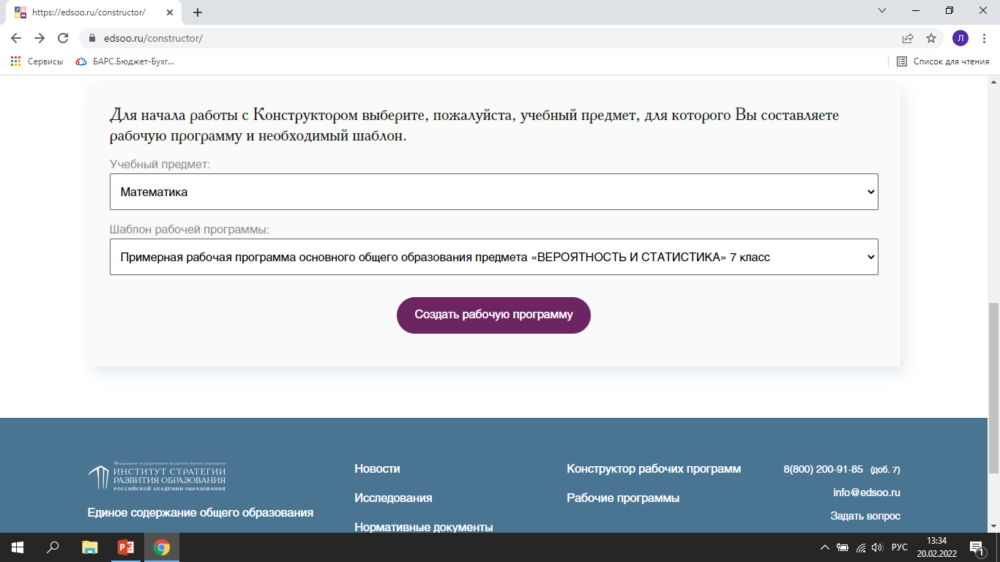 https://edsoo.ru/constructor/
edsoo.ru/constructor/
Л
Сервисы
БАРС.Бюджет-Бухг...
Список для чтения
Для начала работы с Конструктором выберите, пожалуйста, учебный предмет, для которого Вы составляете
рабочую программу и необходимый шаблон.
Учебный предмет:
Математика
Шаблон рабочей программы:
Примерная рабочая программа основного общего образования предмета «ВЕРОЯТНОСТЬ И СТАТИСТИКА» 7 класс
Создать рабочую программу
Федеральное государственное бюджетное научное учреждение
ИНСТИТУТ СТРАТЕГИИ
РАЗВИТИЯ ОБРАЗОВАНИЯ
РОССИЙСКОЙ АКАДЕМИИ ОБРАЗОВАНИЯ
Единое содержание общего образования
Новости
Исследования
Нормативные документы
Конструктор рабочих программ
Рабочие программы
8(800) 200-91-85 (доб. 7)
info@edsoo.ru
Задать вопрос
РУС
13:34
20.02.2022
1